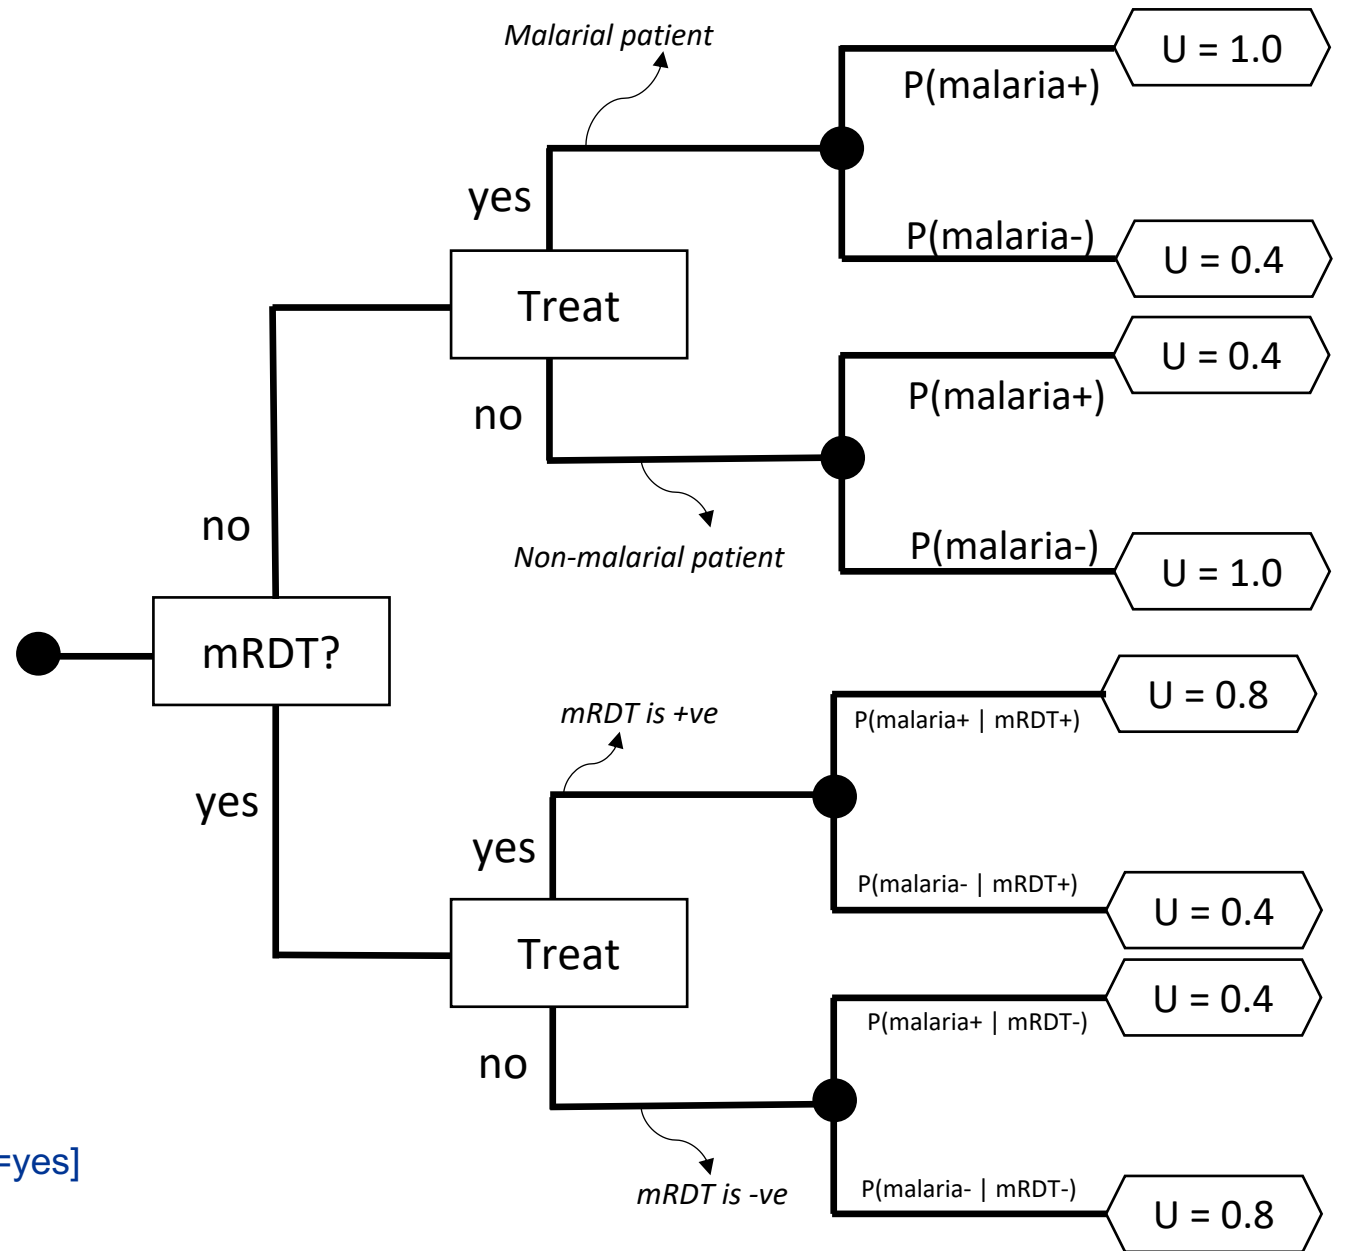 Malarial patient
U = 1.0
P(malaria+)
yes
P(malaria-)
U = 0.4
Treat
U = 0.4
P(malaria+)
no
no
P(malaria-)
Non-malarial patient
U = 1.0
mRDT?
U = 0.8
mRDT is +ve
P(malaria+ | mRDT+)
yes
yes
P(malaria- | mRDT+)
U = 0.4
Treat
U = 0.4
P(malaria+ | mRDT-)
no
=yes]
mRDT is -ve
P(malaria- | mRDT-)
U = 0.8